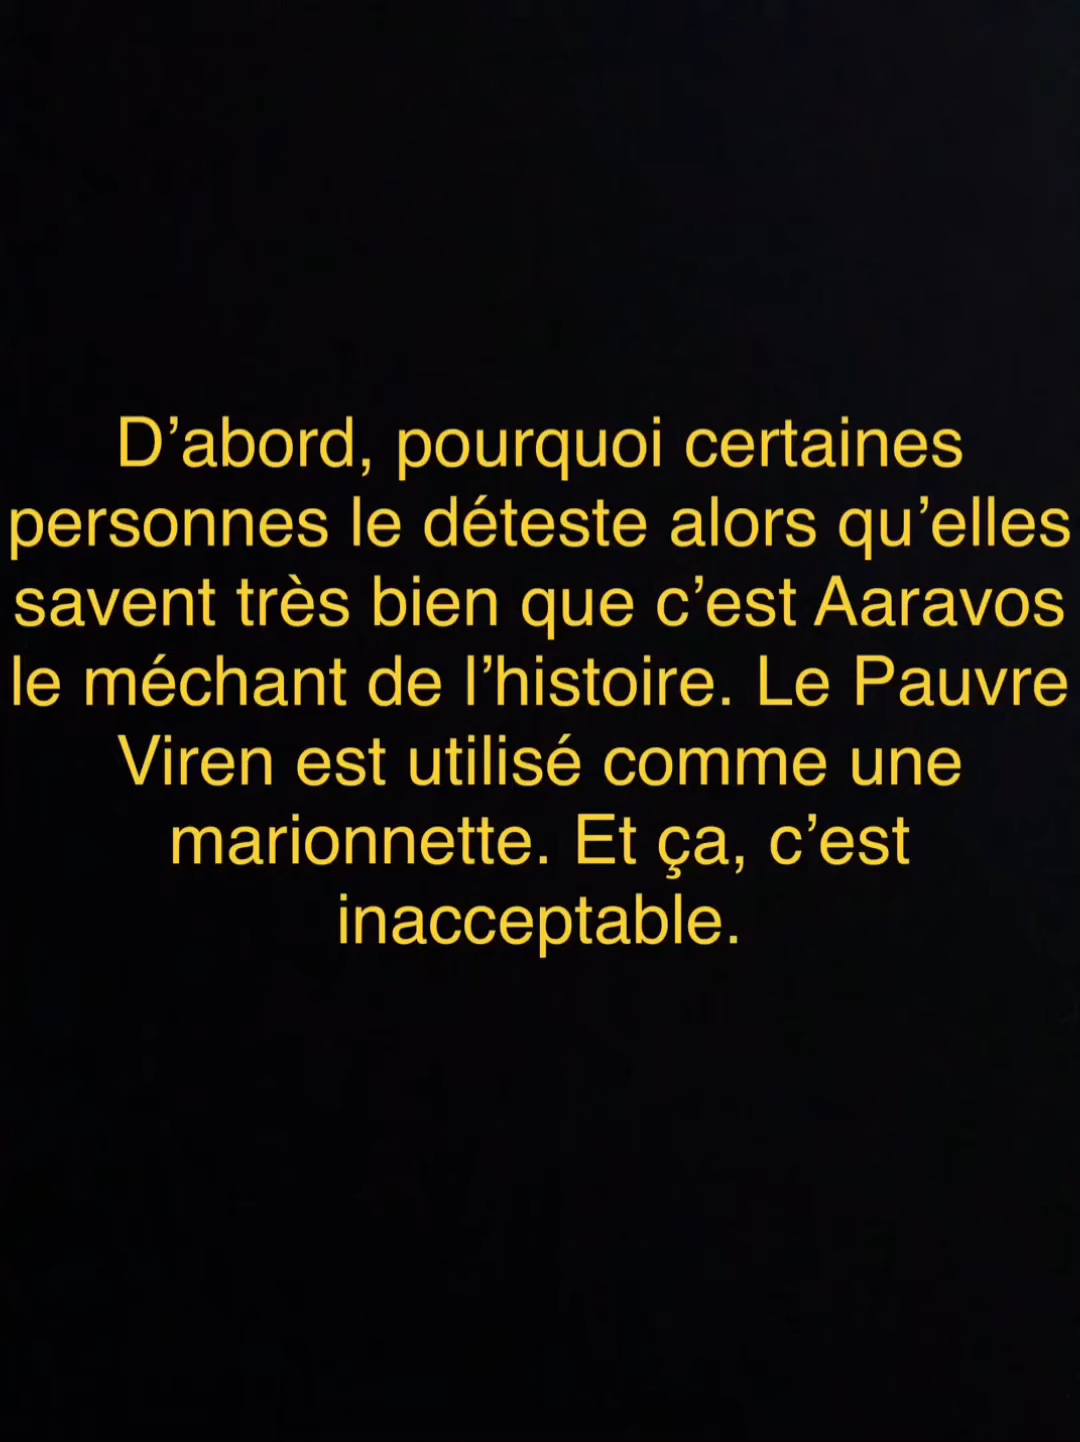 D’abord, pourquoi certaines
personnes le déteste alors qu’elles
savent très bien que c’est Aaravos
le méchant de l’histoire. Le Pauvre
Viren est utilisé comme une
marionnette. Et ça, c’est
inacceptable.